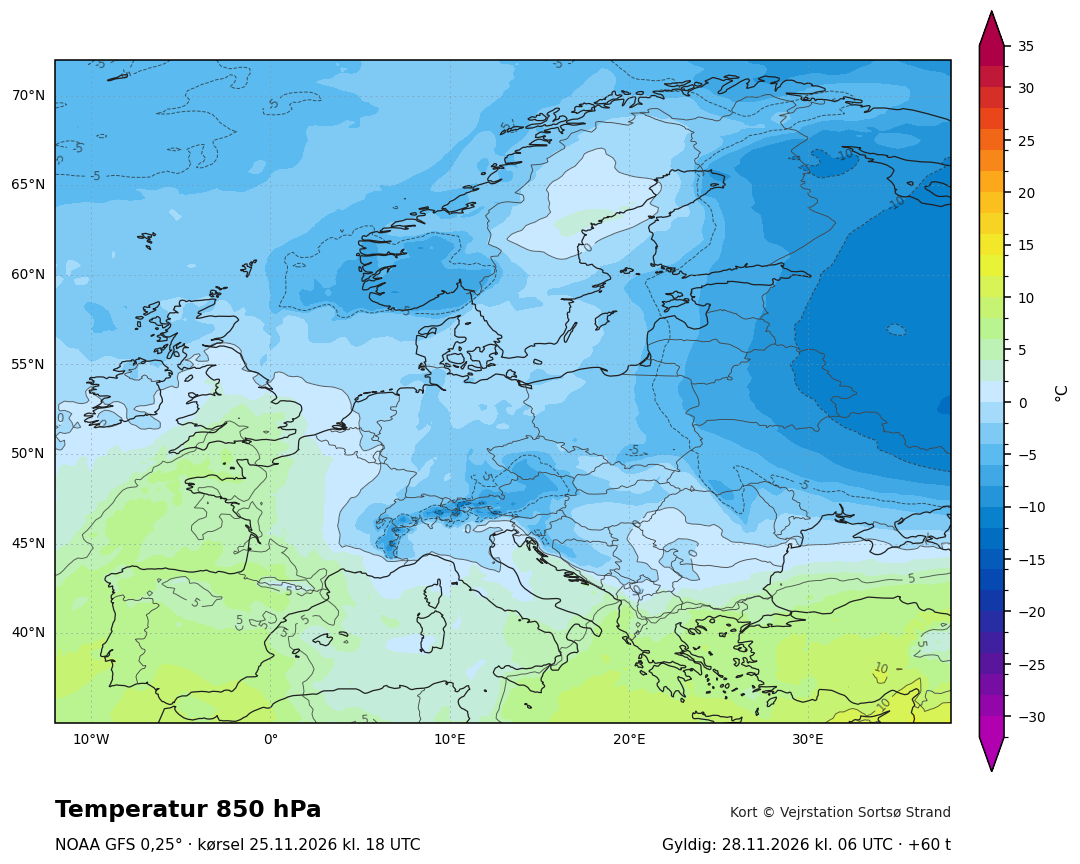 70°N
65°N
60°N
55°N
50°N
45°N
40°N
10°W
0°
10°E
20°E
30°E
35
30
25
20
15
10
5
0
−5
−10
−15
−20
−25
−30
°C
Temperatur 850 hPa
Kort © Vejrstation Sortsø Strand
NOAA GFS 0,25° · kørsel 25.11.2026 kl. 18 UTC
Gyldig: 28.11.2026 kl. 06 UTC · +60 t